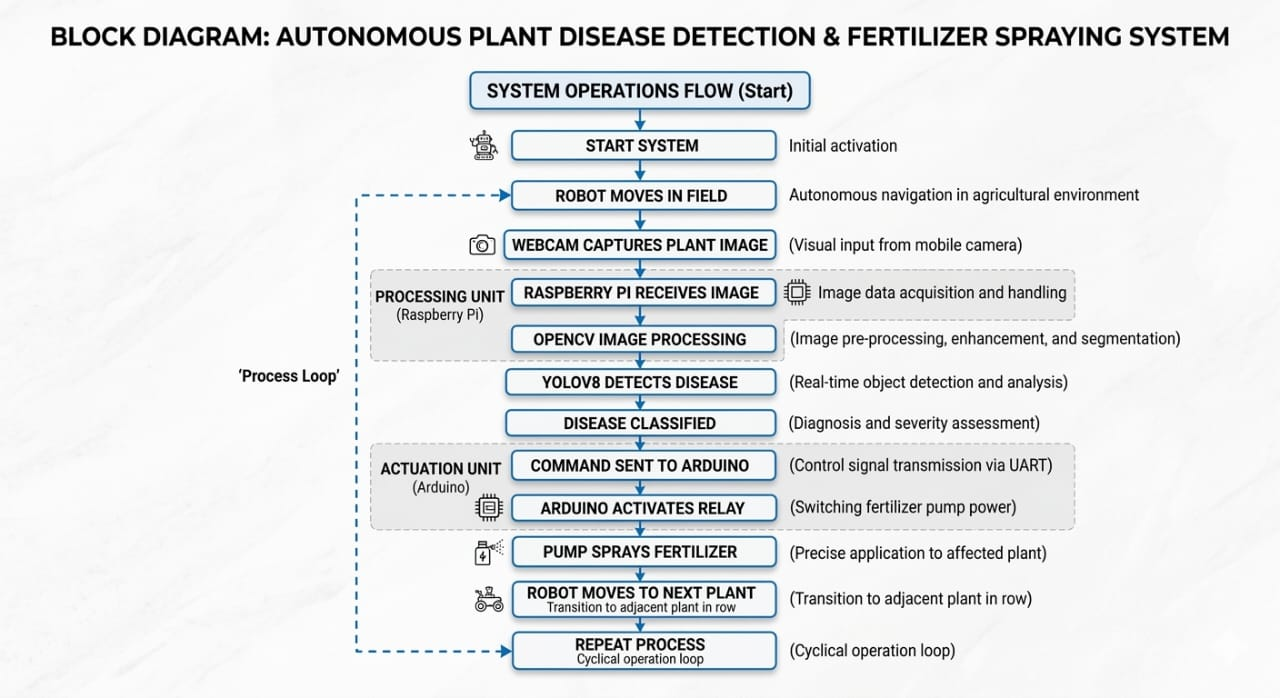 BLOCK DIAGRAM: AUTONOMOUS PLANT DISEASE DETECTION & FERTILIZER SPRAYING SYSTEM
SYSTEM OPERATIONS FLOW (Start)
START SYSTEM
Initial activation
ROBOT MOVES IN FIELD
Autonomous navigation in agricultural environment
WEBCAM CAPTURES PLANT IMAGE
(Visual input from mobile camera)
PROCESSING UNIT
(Raspberry Pi)
RASPBERRY PI RECEIVES IMAGE
Image data acquisition and handling
OPENCV IMAGE PROCESSING
(Image pre-processing, enhancement, and segmentation)
'Process Loop'
YOLOV8 DETECTS DISEASE
(Real-time object detection and analysis)
DISEASE CLASSIFIED
(Diagnosis and severity assessment)
ACTUATION UNIT
(Arduino)
COMMAND SENT TO ARDUINO
(Control signal transmission via UART)
ARDUINO ACTIVATES RELAY
(Switching fertilizer pump power)
PUMP SPRAYS FERTILIZER
(Precise application to affected plant)
ROBOT MOVES TO NEXT PLANT
Transition to adjacent plant in row
(Transition to adjacent plant in row)
REPEAT PROCESS
Cyclical operation loop
(Cyclical operation loop)